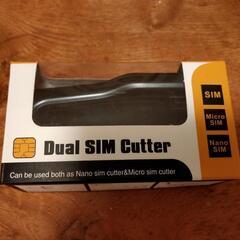 SIM
Micro
SIM
Nano
SIM
Dual SIM Cutter
Can be used both as Nano sim cutter&Micro sim cutter